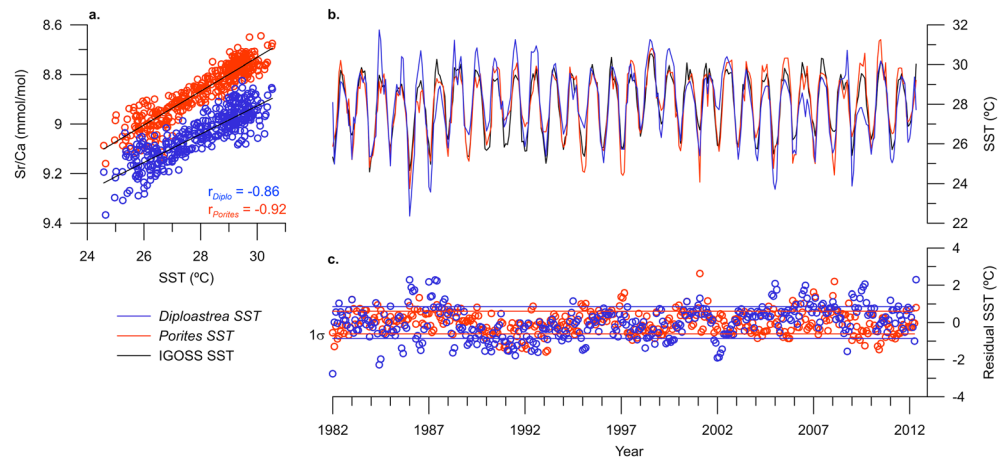 a.
8.6
8.8
9
9.2
9.4
Sr/Ca (mmol/mol)
24
26
28
30
SST (ºC)
rDiplo = -0.86
rPorites = -0.92
Diploastrea SST
Porites SST
IGOSS SST
b.
32
30
28
26
24
22
SST (ºC)
c.
4
2
0
-2
-4
Residual SST (ºC)
1σ
1982
1987
1992
1997
2002
2007
2012
Year